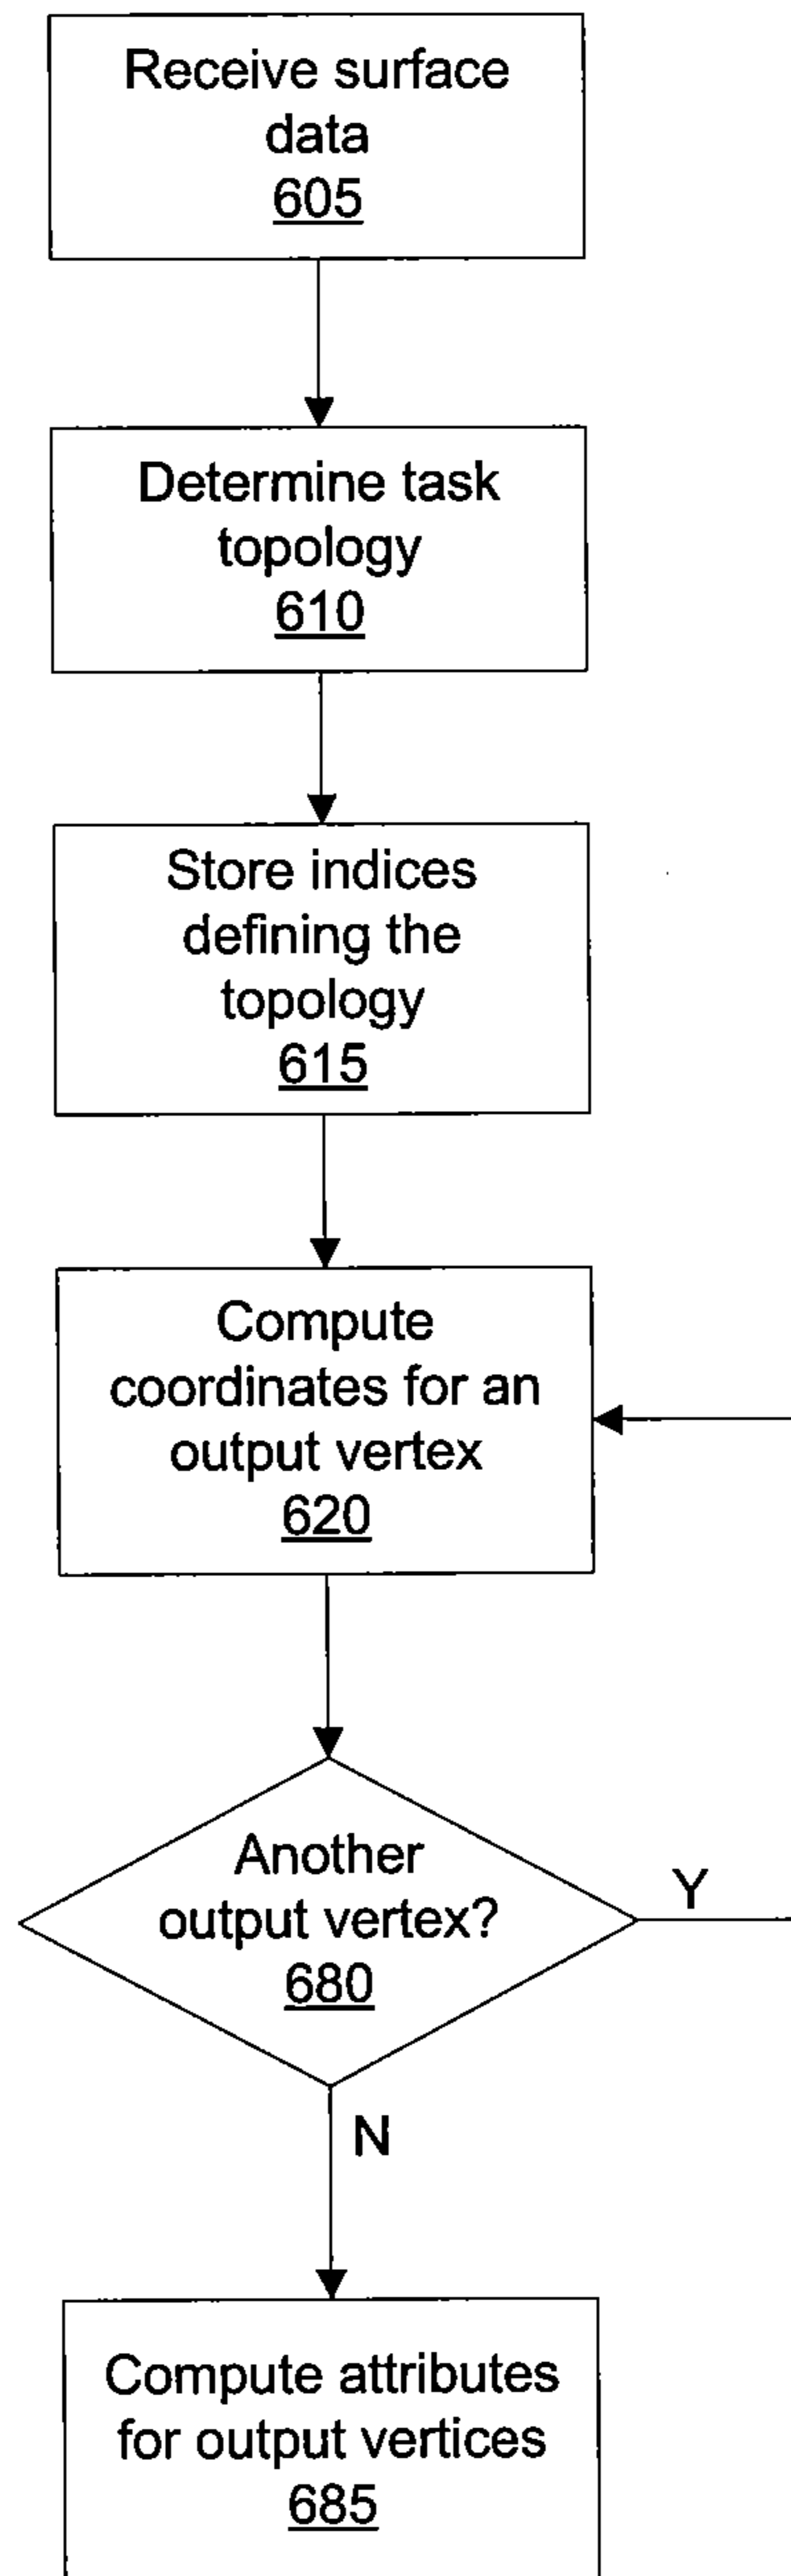 Receive surface
data
605
Determine task
topology
610
Store indices
defining the
topology
615
Compute
coordinates for an
output vertex
620
Another
output vertex?
680
Y
N
Compute attributes
for output vertices
685